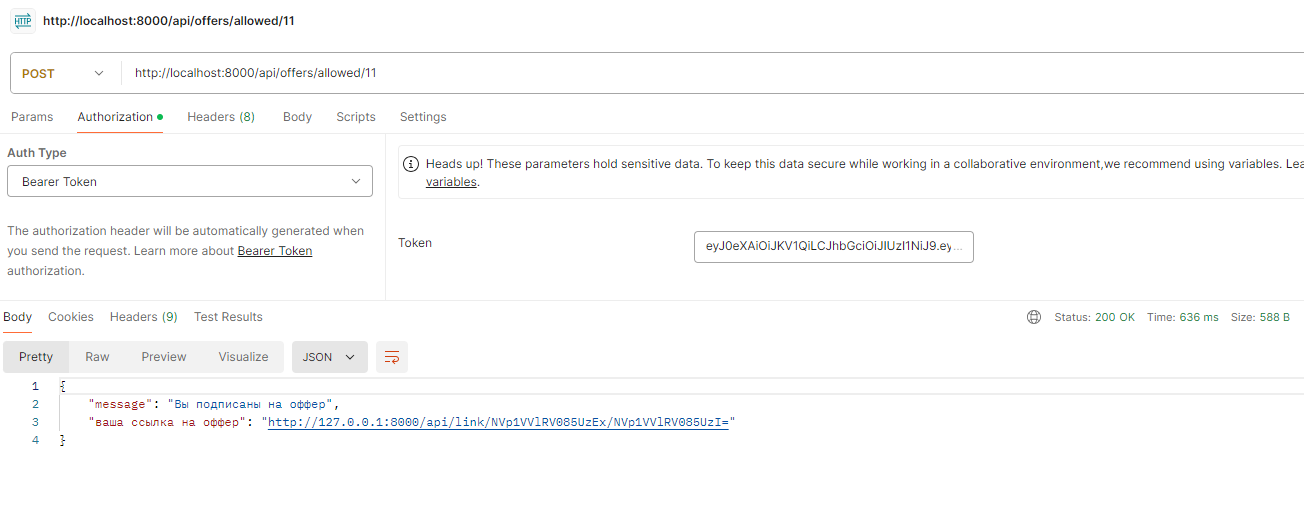 HTTP http://localhost:8000/api/offers/allowed/11
POST http://localhost:8000/api/offers/allowed/11
Params Authorization Headers (8) Body Scripts Settings
Auth Type
Bearer Token
The authorization header will be automatically generated when
you send the request. Learn more about Bearer Token
authorization.
Heads up! These parameters hold sensitive data. To keep this data secure while working in a collaborative environment,we recommend using variables. Lea
variables.
Token
eyJ0eXAiOiJKV1QiLCJhbGciOiJIUzI1NiJ9.ey...
Body Cookies Headers (9) Test Results
Status: 200 OK Time: 636 ms Size: 588 B
Pretty Raw Preview Visualize JSON
1 {
2 "message": "Вы подписаны на оффер",
3 "ваша ссылка на оффер": "http://127.0.0.1:8000/api/link/NVp1VVlRV085UzEx/NVp1VVlRV085UzI="
4 }